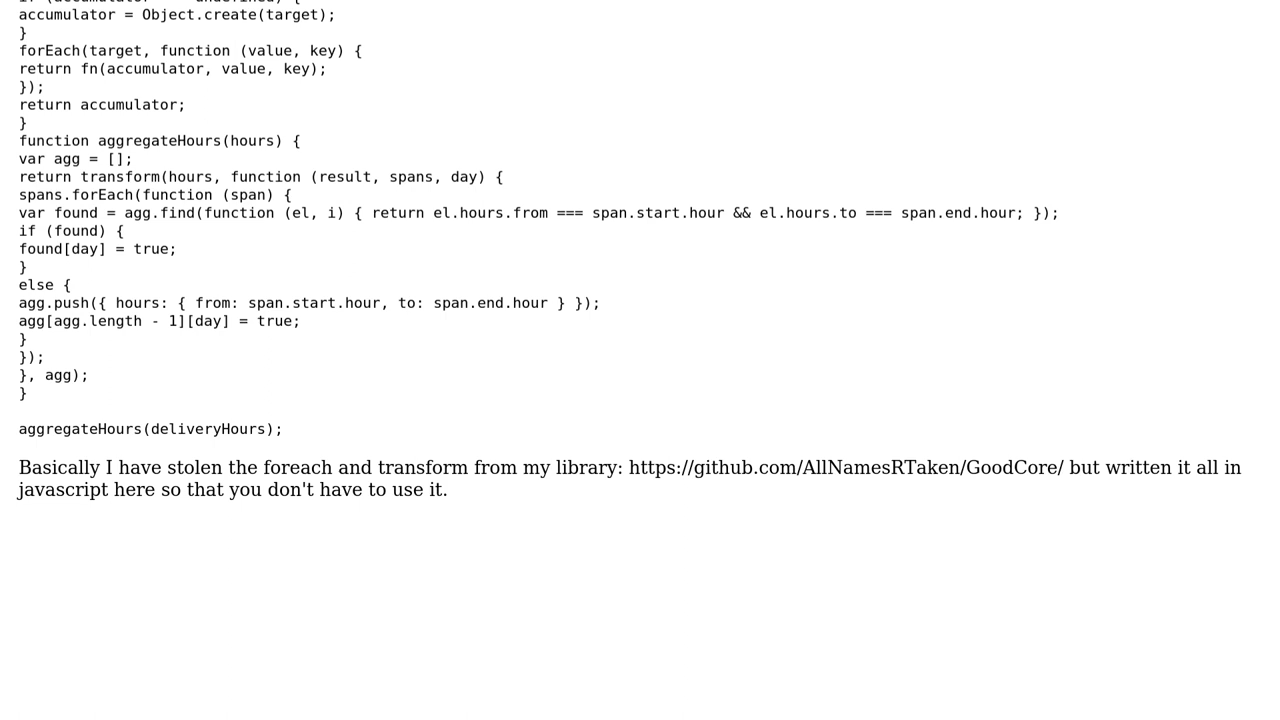 accumulator = Object.create(target);
}
forEach(target, function (value, key) {
return fn(accumulator, value, key);
});
return accumulator;
}
function aggregateHours(hours) {
var agg = [];
return transform(hours, function (result, spans, day) {
spans.forEach(function (span) {
var found = agg.find(function (el, i) { return el.hours.from === span.start.hour && el.hours.to === span.end.hour; });
if (found) {
found[day] = true;
}
else {
agg.push({ hours: { from: span.start.hour, to: span.end.hour } });
agg[agg.length - 1][day] = true;
}
});
}, agg);
}
aggregateHours(deliveryHours);
Basically I have stolen the foreach and transform from my library: https://github.com/AllNamesRTaken/GoodCore/ but written it all in
javascript here so that you don't have to use it.